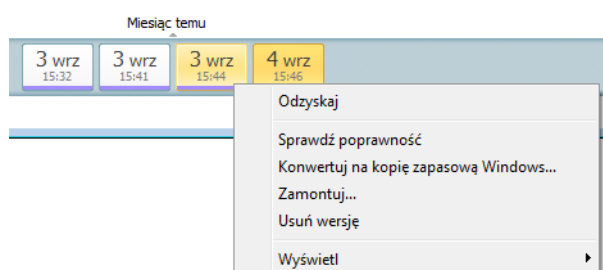 Miesiąc temu
3 wrz 3 wrz 3 wrz 4 wrz
15:32 15:41 15:44 15:46
Odzyskaj
Sprawdź poprawność
Konwertuj na kopię zapasową Windows...
Zamontuj...
Usuń wersję
Wyświetl